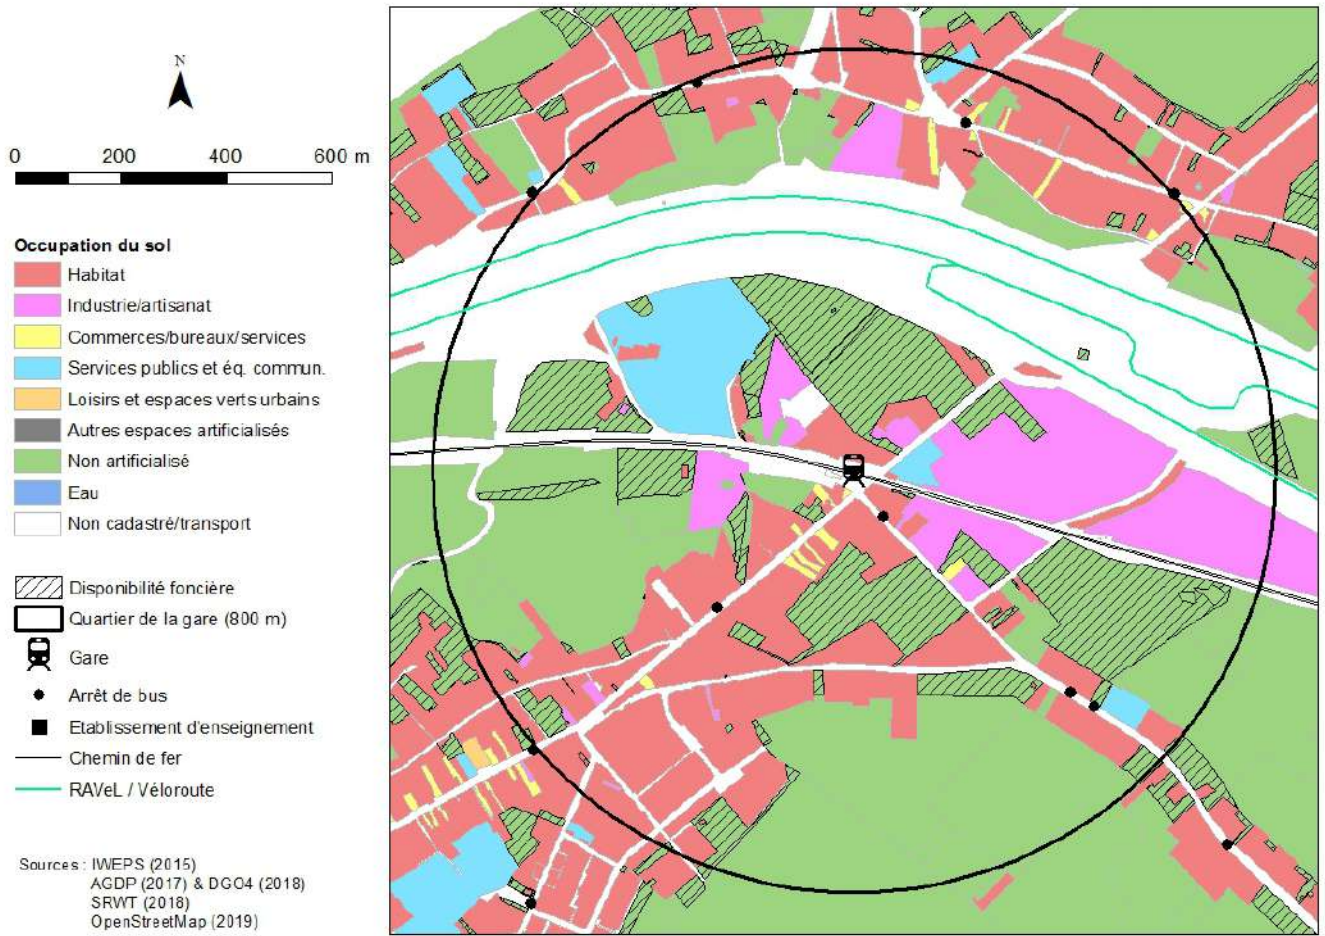 N
0 200 400 600 m
Occupation du sol
Habitat
Industrie/artisanat
Commerces/bureaux/services
Services publics et éq. commun.
Loisirs et espaces verts urbains
Autres espaces artificialisés
Non artificialisé
Eau
Non cadastré/transport
Disponibilité foncière
Quartier de la gare (800 m)
Gare
Arrêt de bus
Etablissement d'enseignement
Chemin de fer
RAVeL / Véloroute
Sources : IWEPS (2015)
AGDP (2017) & DGO4 (2018)
SRWT (2018)
OpenStreetMap (2019)